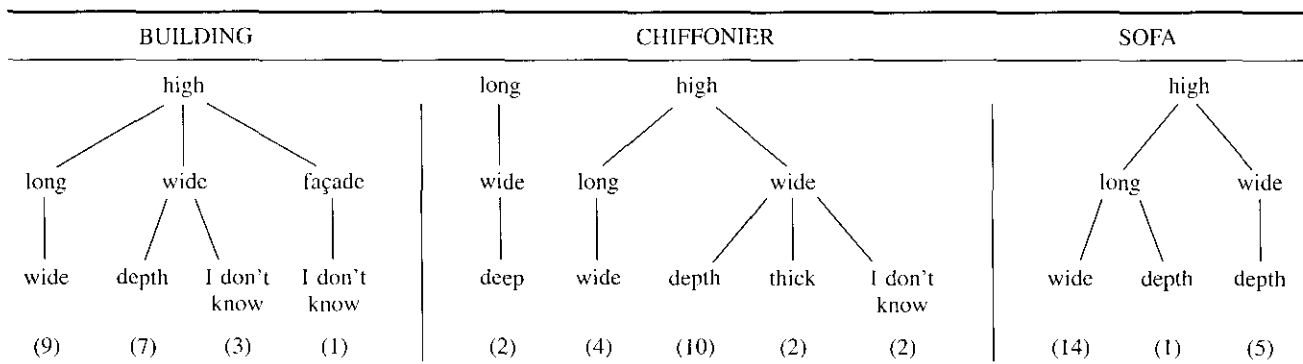 BUILDING CHIFFONIER SOFA
high long high high
long wide façade wide long wide long wide
wide depth I don't I don't deep wide depth thick I don't wide depth depth
know know know
(9) (7) (3) (1) (2) (4) (10) (2) (2) (14) (1) (5)